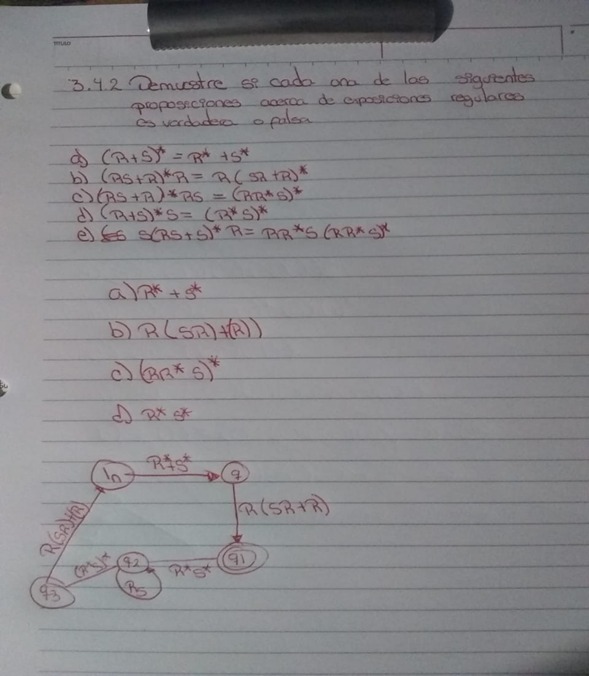 3.4.2 Demuestre si cada una de las siguientes
proposiciones acerca de expresiones regulares
es verdadera o falsa
a) (R+S)* = R* + S*
b) (RS+R)*R = R(SR+R)*
c) (RS+R)*RS = (RR*S)*
d) (R+S)*S = (R*S)*
e) S(RS+S)*R = RR*S(RR*S)*
a) R* + S*
b) R(SR)+(R))
c) (RR* S)*
d) R* S*
In R*+S* q
R(SR)+(R) R(SR+R)
(R*S)* q2 R*S* q1
q3 RS